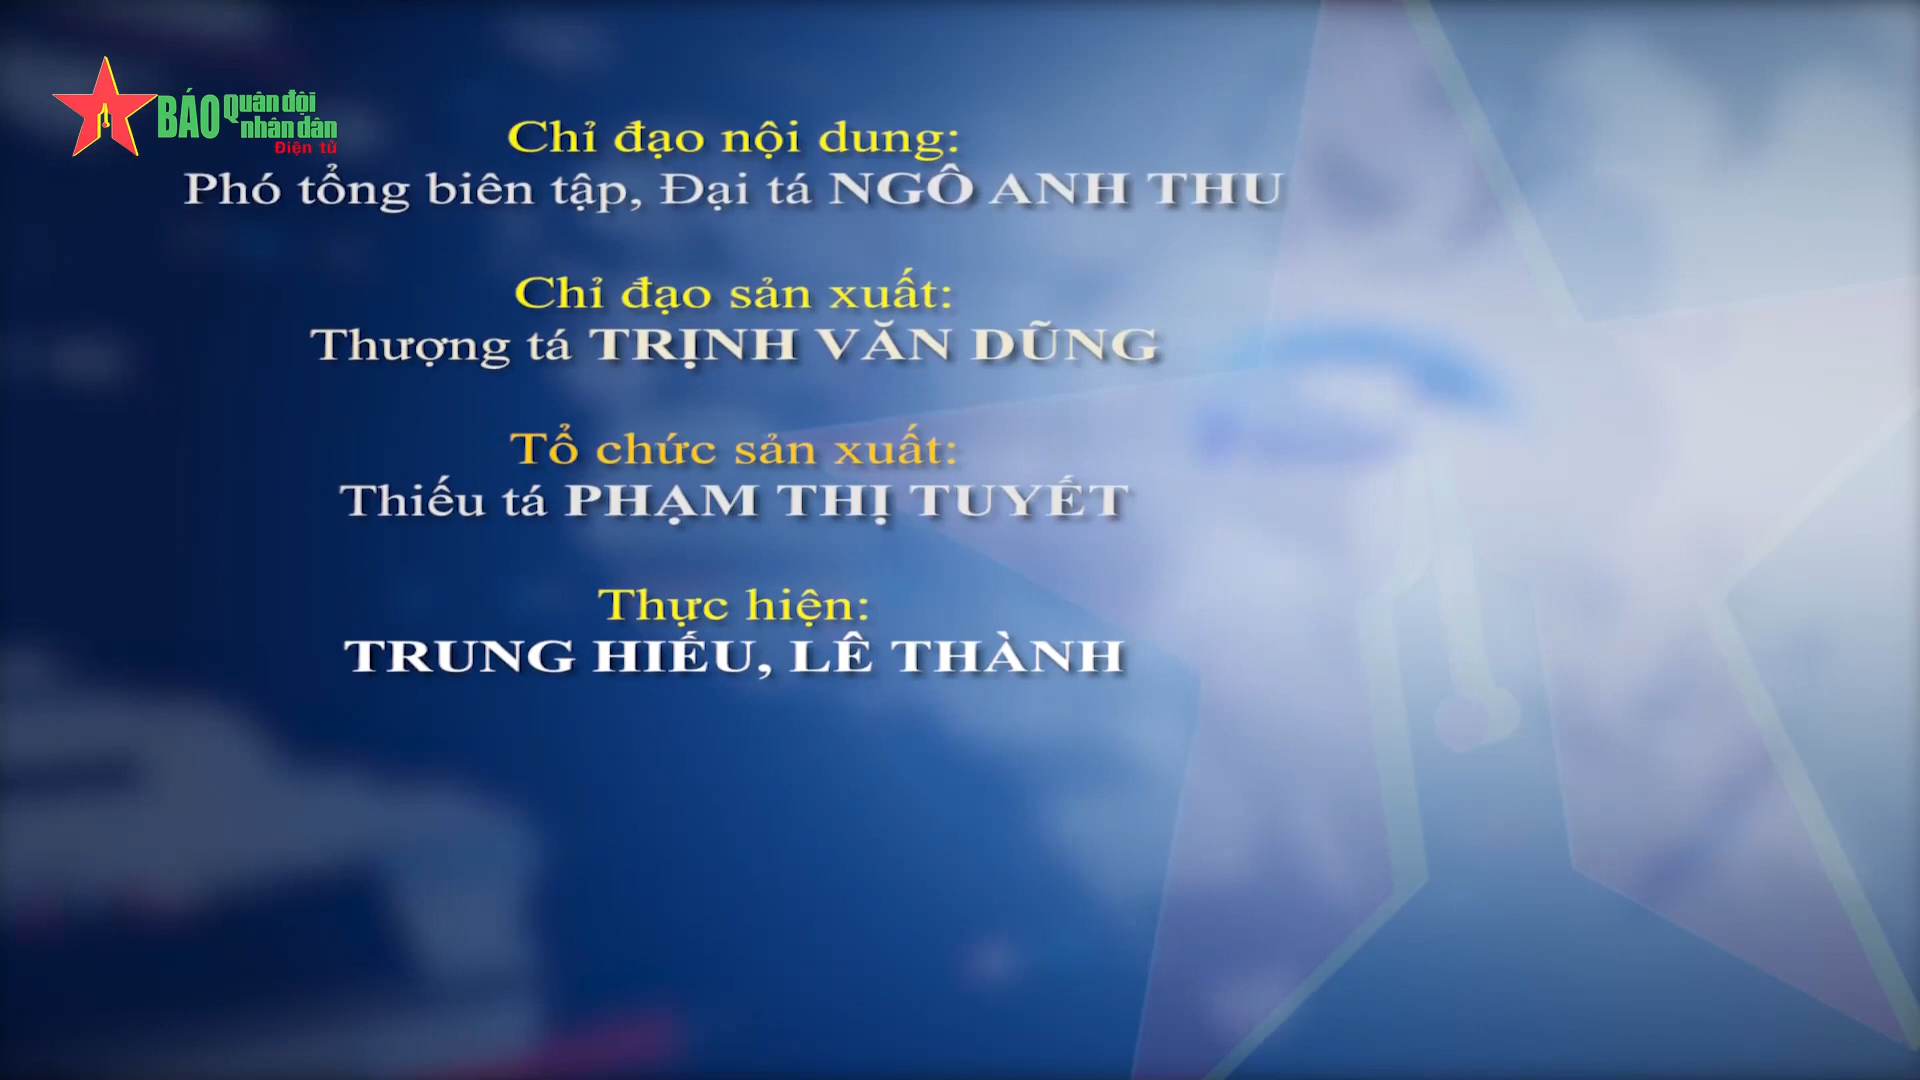 BÁO Quân đội
nhân dân
Điện tử
Chỉ đạo nội dung:
Phó tổng biên tập, Đại tá NGÔ ANH THU
Chỉ đạo sản xuất:
Thượng tá TRỊNH VĂN DŨNG
Tổ chức sản xuất:
Thiếu tá PHẠM THỊ TUYẾT
Thực hiện:
TRUNG HIẾU, LÊ THÀNH